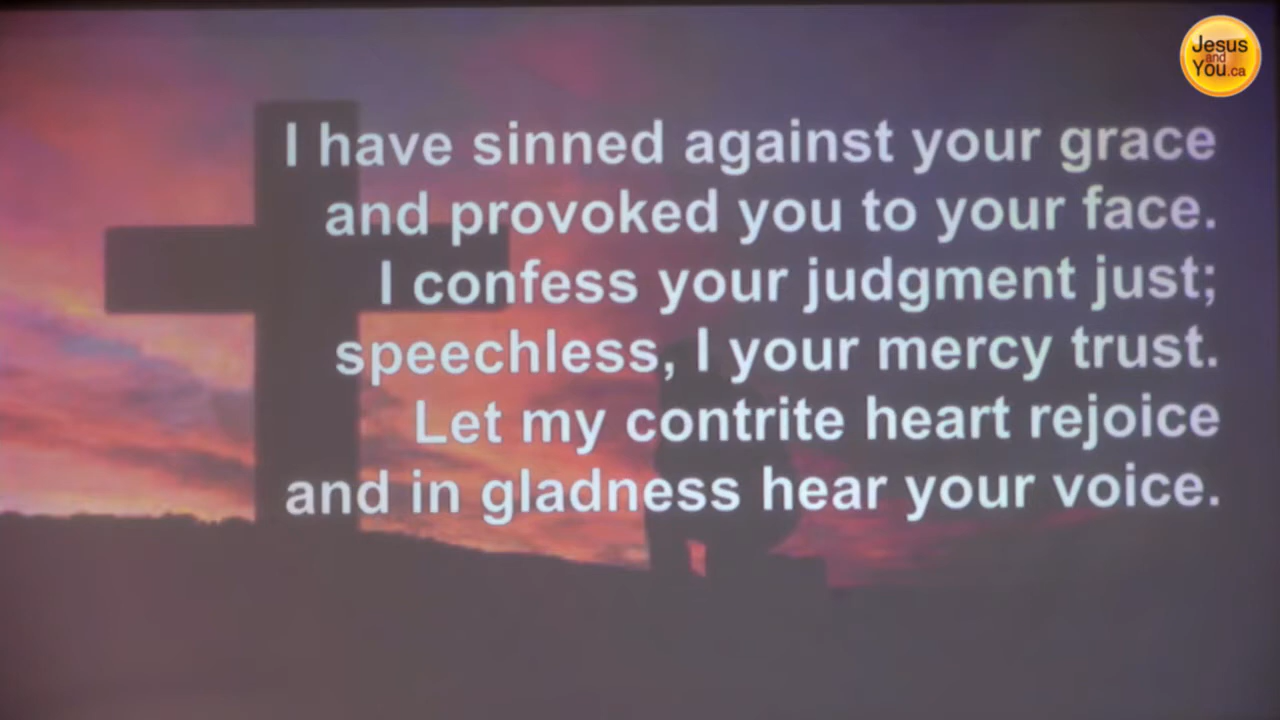 Jesus
and
You.ca
I have sinned against your grace
and provoked you to your face.
I confess your judgment just;
speechless, I your mercy trust.
Let my contrite heart rejoice
and in gladness hear your voice.